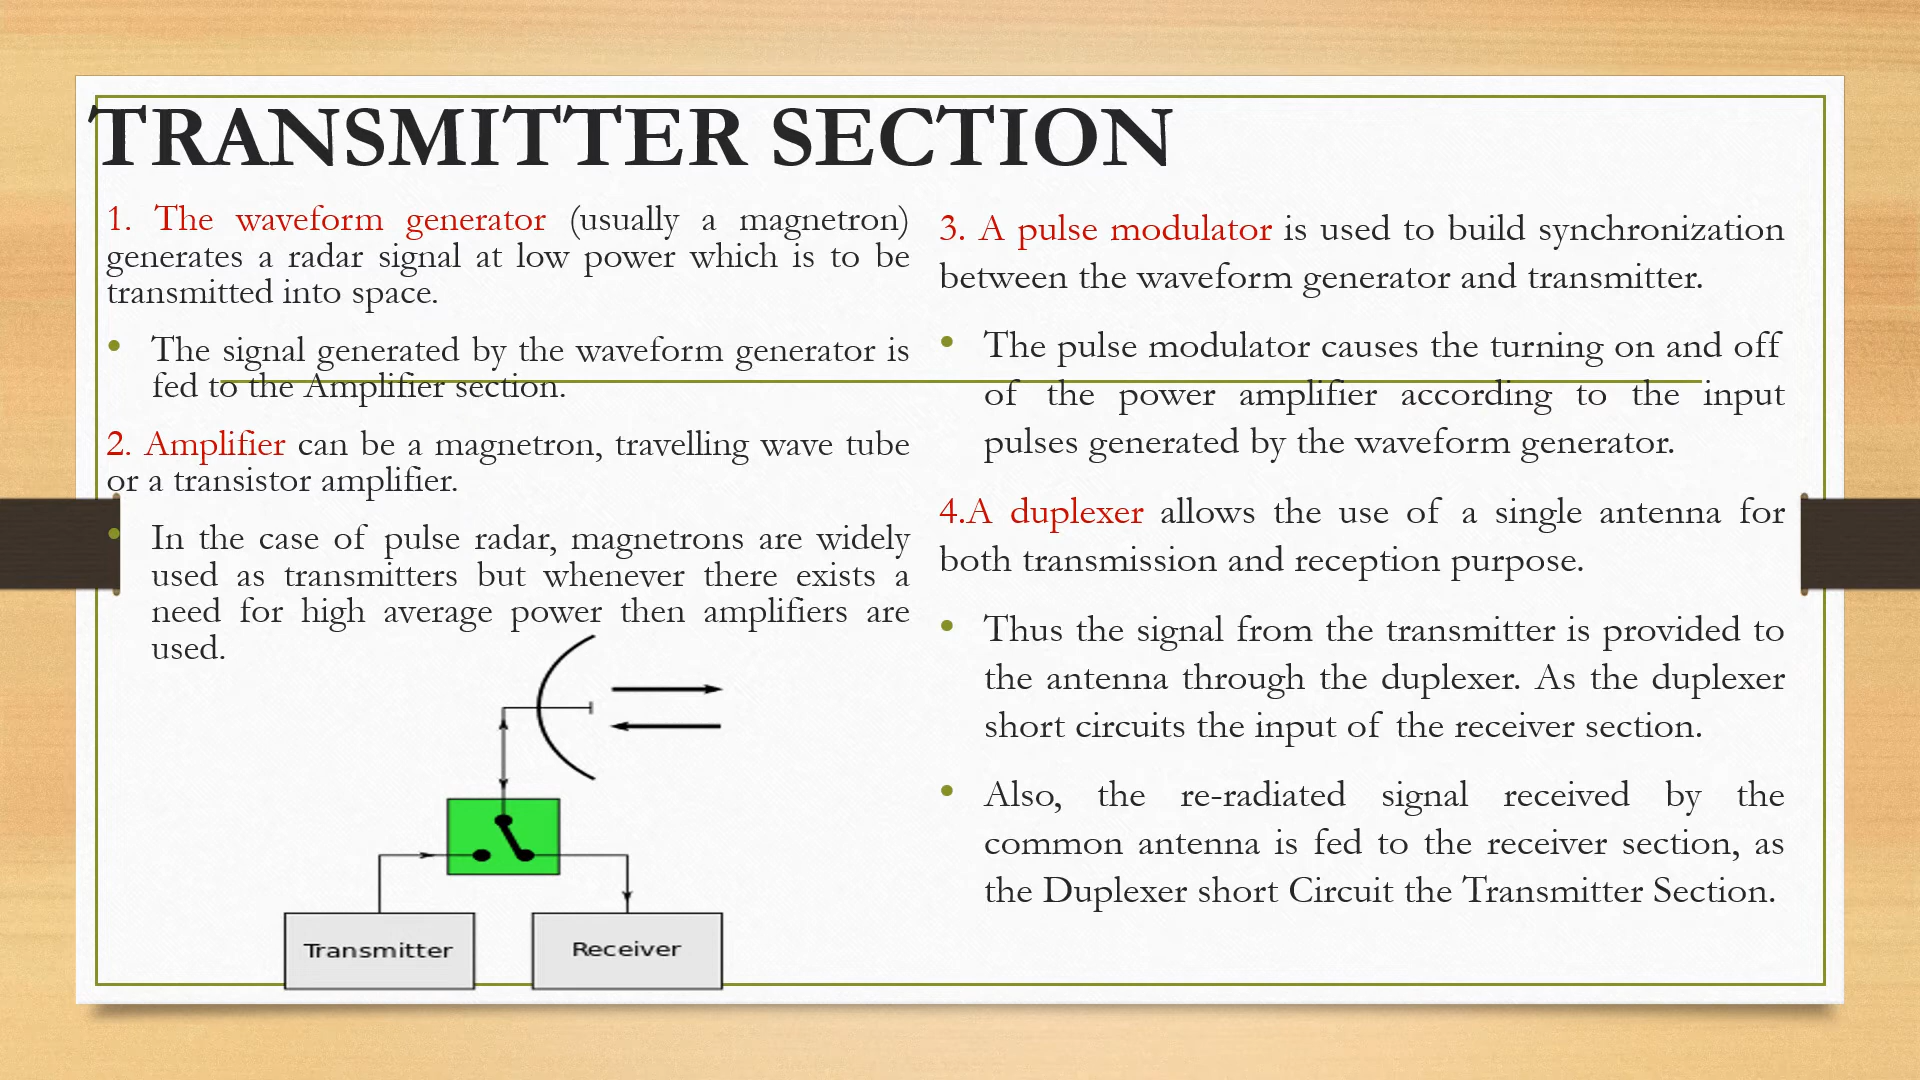 TRANSMITTER SECTION
1. The waveform generator (usually a magnetron)
generates a radar signal at low power which is to be
transmitted into space.
• The signal generated by the waveform generator is
fed to the Amplifier section.
2. Amplifier can be a magnetron, travelling wave tube
or a transistor amplifier.
• In the case of pulse radar, magnetrons are widely
used as transmitters but whenever there exists a
need for high average power then amplifiers are
used.
Transmitter
Receiver
3. A pulse modulator is used to build synchronization
between the waveform generator and transmitter.
• The pulse modulator causes the turning on and off
of the power amplifier according to the input
pulses generated by the waveform generator.
4.A duplexer allows the use of a single antenna for
both transmission and reception purpose.
• Thus the signal from the transmitter is provided to
the antenna through the duplexer. As the duplexer
short circuits the input of the receiver section.
• Also, the re-radiated signal received by the
common antenna is fed to the receiver section, as
the Duplexer short Circuit the Transmitter Section.